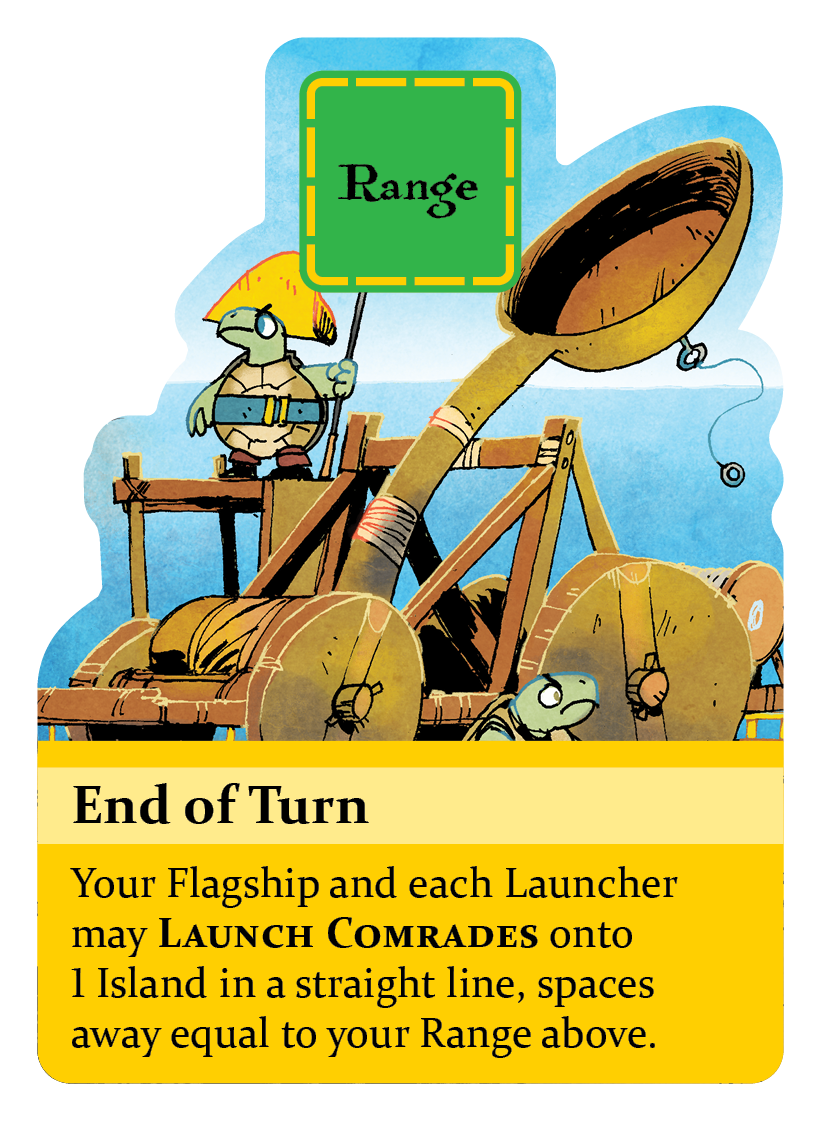 Range
End of Turn
Your Flagship and each Launcher
may LAUNCH COMRADES onto
1 Island in a straight line, spaces
away equal to your Range above.